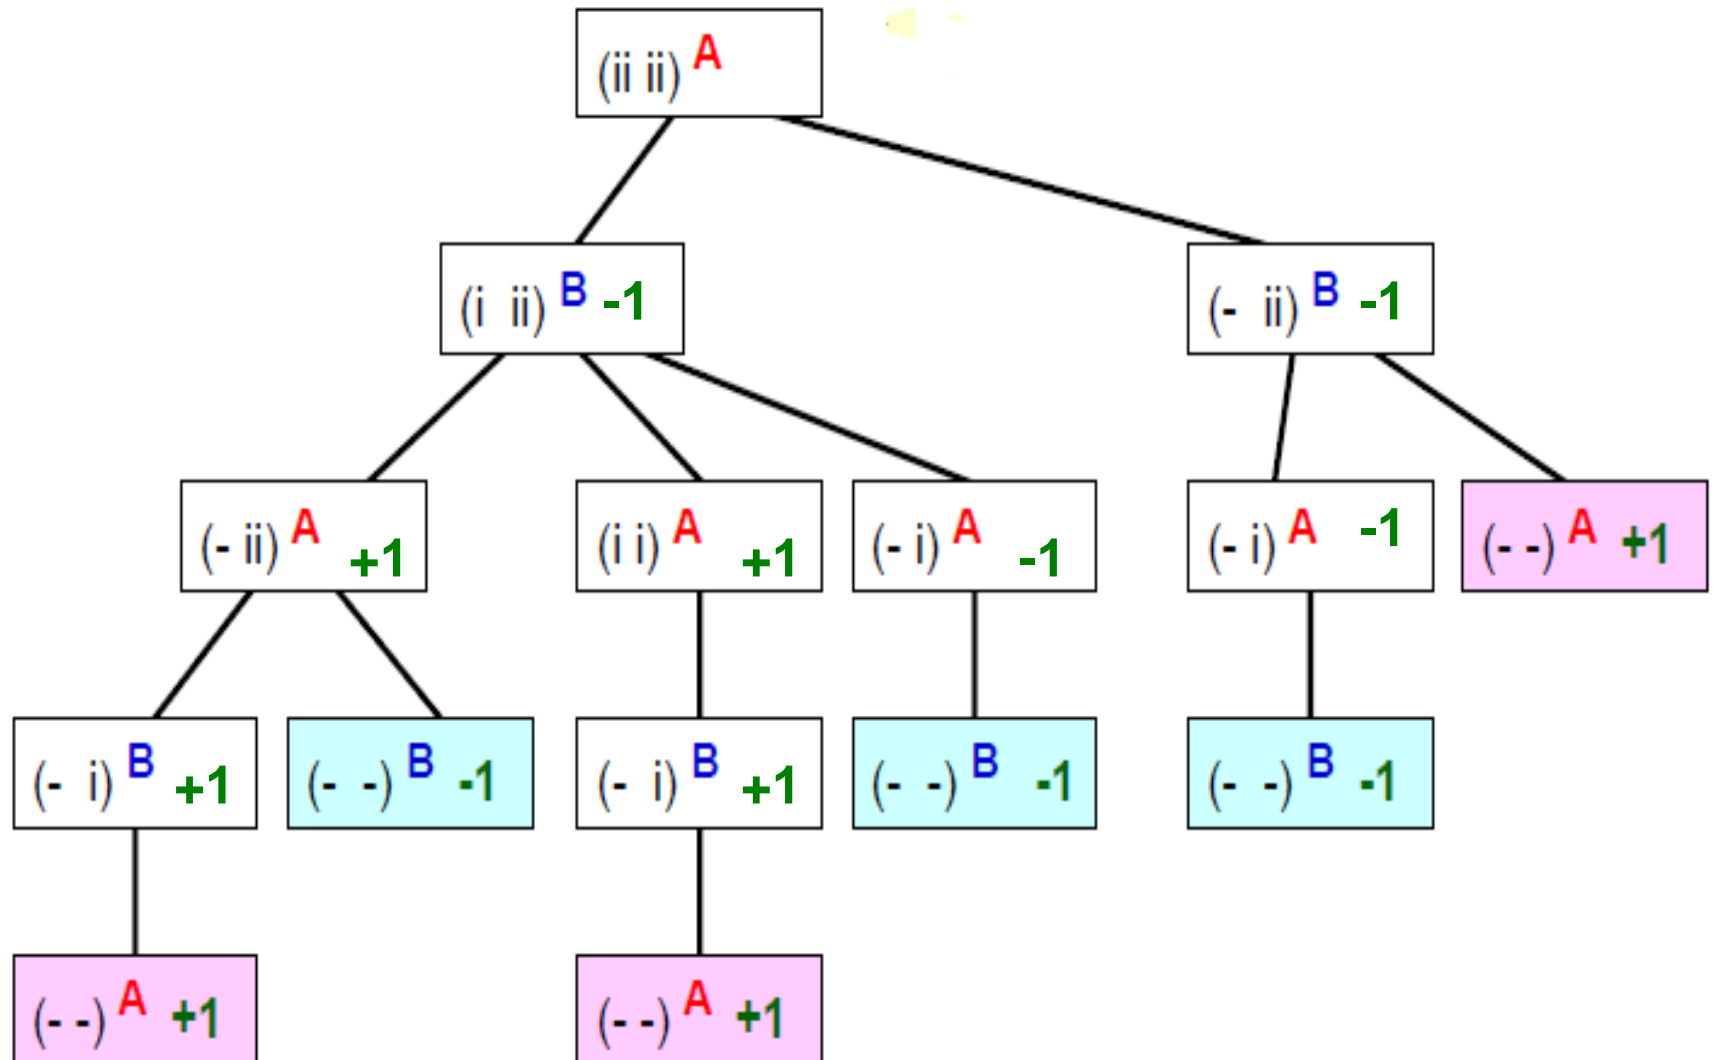 (ii ii) A
(i ii) B -1
(- ii) B -1
(- ii) A +1
(i i) A +1
(- i) A -1
(- i) A -1
(- -) A +1
(- i) B +1
(- -) B -1
(- i) B +1
(- -) B -1
(- -) B -1
(- -) A +1
(- -) A +1